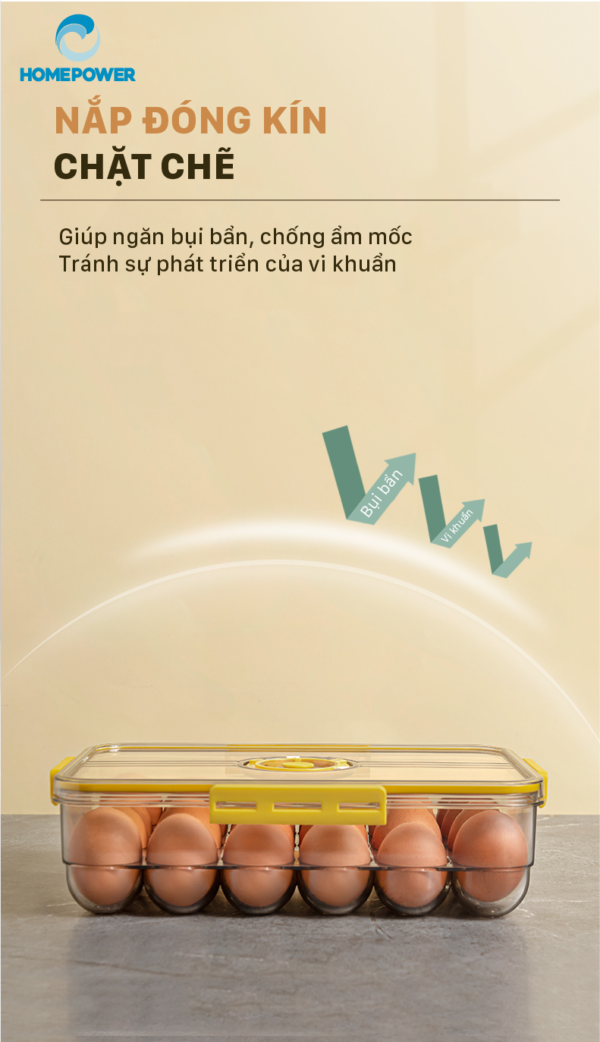 HOMEPOWER
NẮP ĐÓNG KÍN
CHẶT CHẼ
Giúp ngăn bụi bẩn, chống ẩm mốc
Tránh sự phát triển của vi khuẩn
Bụi bẩn
Vi khuẩn